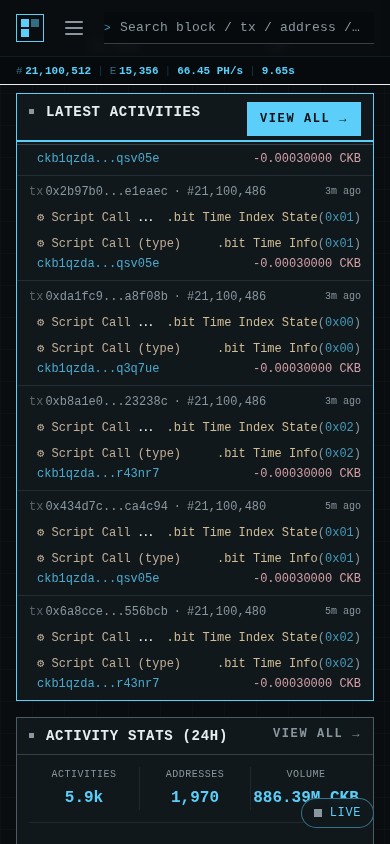 > Search block / tx / address /…
# 21,100,512 | E 15,356 | 66.45 PH/s | 9.65s
LATEST ACTIVITIES VIEW ALL →
ckb1qzda...qsv05e -0.00030000 CKB
tx 0x2b97b0...e1eaec · #21,100,486 3m ago
⚙ Script Call ... .bit Time Index State(0x01)
⚙ Script Call (type) .bit Time Info(0x01)
ckb1qzda...qsv05e -0.00030000 CKB
tx 0xda1fc9...a8f08b · #21,100,486 3m ago
⚙ Script Call ... .bit Time Index State(0x00)
⚙ Script Call (type) .bit Time Info(0x00)
ckb1qzda...q3q7ue -0.00030000 CKB
tx 0xb8a1e0...23238c · #21,100,486 3m ago
⚙ Script Call ... .bit Time Index State(0x02)
⚙ Script Call (type) .bit Time Info(0x02)
ckb1qzda...r43nr7 -0.00030000 CKB
tx 0x434d7c...ca4c94 · #21,100,480 5m ago
⚙ Script Call ... .bit Time Index State(0x01)
⚙ Script Call (type) .bit Time Info(0x01)
ckb1qzda...qsv05e -0.00030000 CKB
tx 0x6a8cce...556bcb · #21,100,480 5m ago
⚙ Script Call ... .bit Time Index State(0x02)
⚙ Script Call (type) .bit Time Info(0x02)
ckb1qzda...r43nr7 -0.00030000 CKB
ACTIVITY STATS (24H) VIEW ALL →
ACTIVITIES ADDRESSES VOLUME
5.9k 1,970 886.39M CKB
LIVE